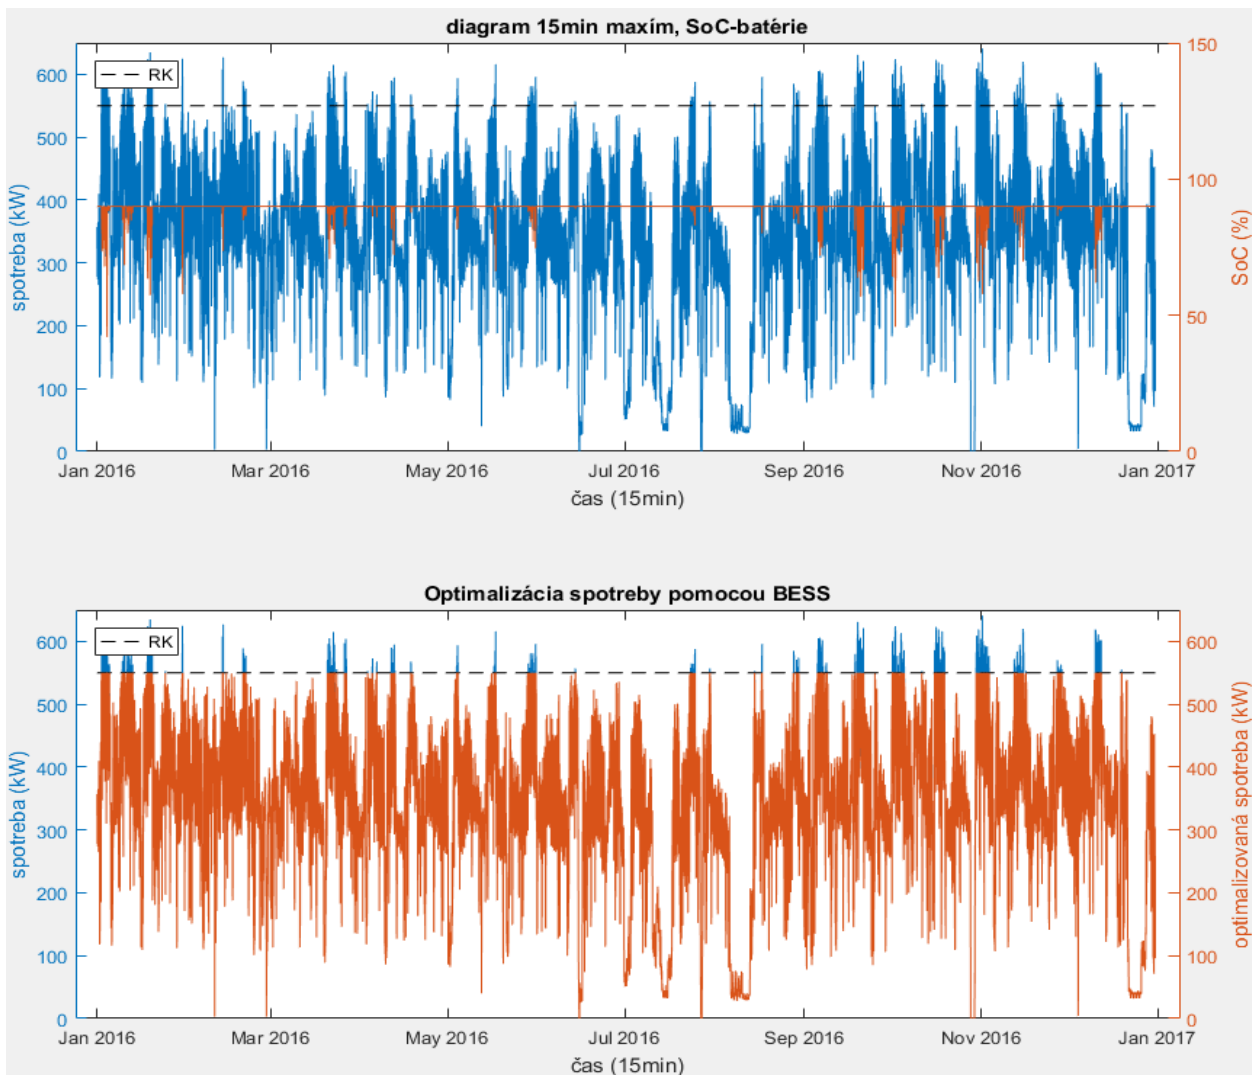 diagram 15min maxím, SoC-batérie
RK
600
500
400
300
200
100
0
spotreba (kW)
150
100
50
0
SoC (%)
Jan 2016 Mar 2016 May 2016 Jul 2016 Sep 2016 Nov 2016 Jan 2017
čas (15min)
Optimalizácia spotreby pomocou BESS
RK
600
500
400
300
200
100
0
spotreba (kW)
600
500
400
300
200
100
0
optimalizovaná spotreba (kW)
Jan 2016 Mar 2016 May 2016 Jul 2016 Sep 2016 Nov 2016 Jan 2017
čas (15min)